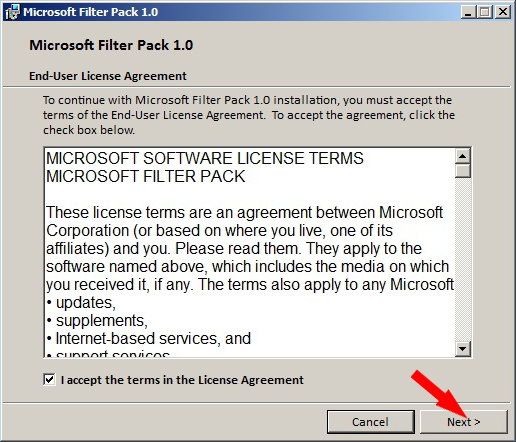 Microsoft Filter Pack 1.0
Microsoft Filter Pack 1.0
End-User License Agreement
To continue with Microsoft Filter Pack 1.0 installation, you must accept the
terms of the End-User License Agreement. To accept the agreement, click the
check box below.
MICROSOFT SOFTWARE LICENSE TERMS
MICROSOFT FILTER PACK
These license terms are an agreement between Microsoft
Corporation (or based on where you live, one of its
affiliates) and you. Please read them. They apply to the
software named above, which includes the media on which
you received it, if any. The terms also apply to any Microsoft
• updates,
• supplements,
• Internet-based services, and
• support services
I accept the terms in the License Agreement
Cancel
Next >